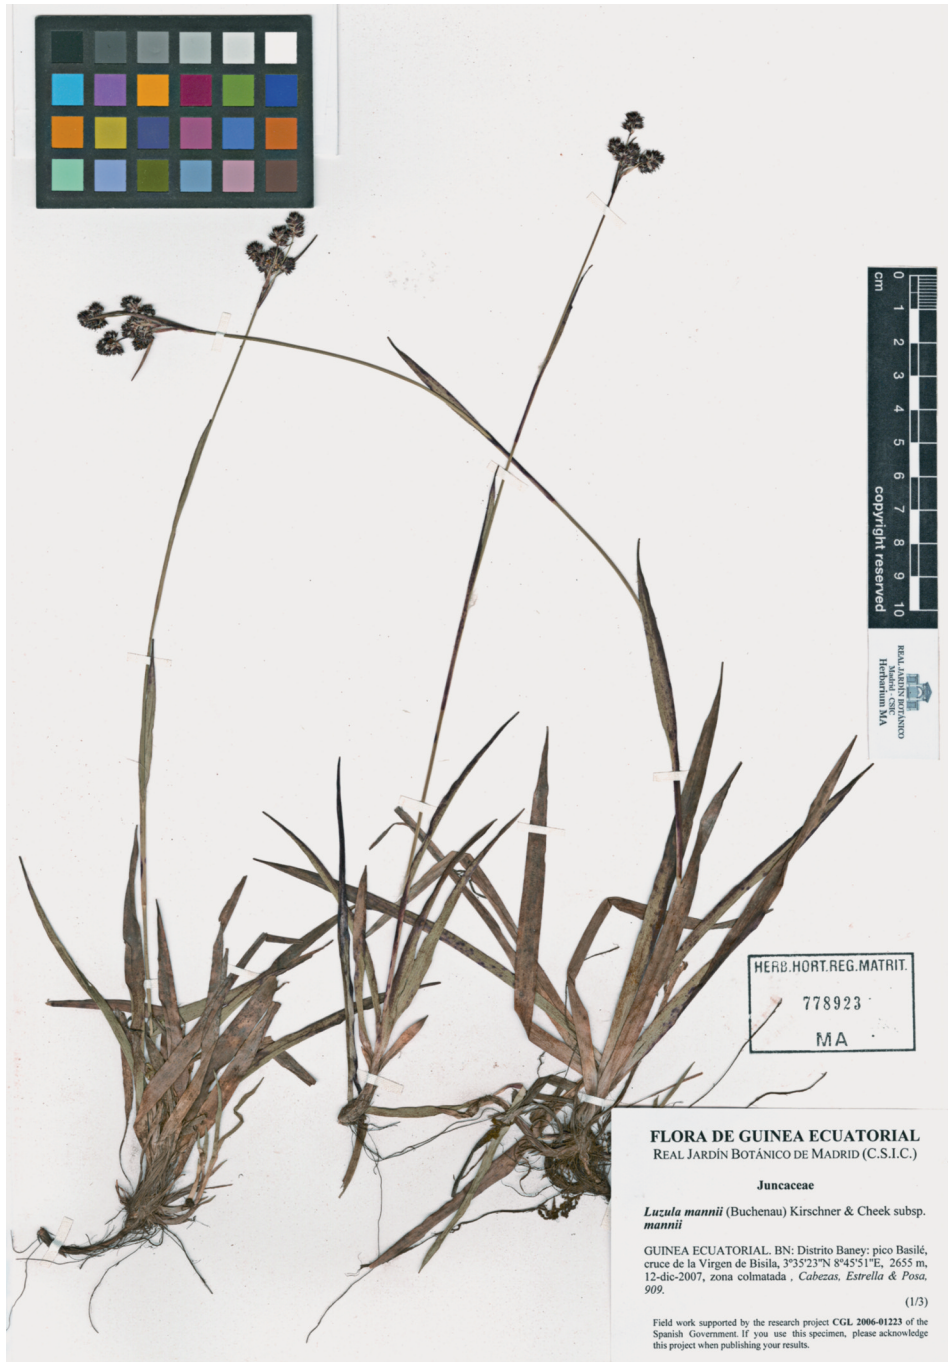 0
cm
1
2
3
4
5
6
7
8
9
10
copyright reserved
REAL JARDÍN BOTÁNICO
Madrid - CSIC
Herbarium MA
HERB.HORT.REG.MATRIT.
778923
MA
FLORA DE GUINEA ECUATORIAL
REAL JARDÍN BOTÁNICO DE MADRID (C.S.I.C.)
Juncaceae
Luzula mannii (Buchenau) Kirschner & Cheek subsp.
mannii
GUINEA ECUATORIAL. BN: Distrito Baney: pico Basilé,
cruce de la Virgen de Bisila, 3°35'23"N 8°45'51"E, 2655 m,
12-dic-2007, zona colmatada , Cabezas, Estrella & Posa,
909.
(1/3)
Field work supported by the research project CGL 2006-01223 of the
Spanish Government. If you use this specimen, please acknowledge
this project when publishing your results.